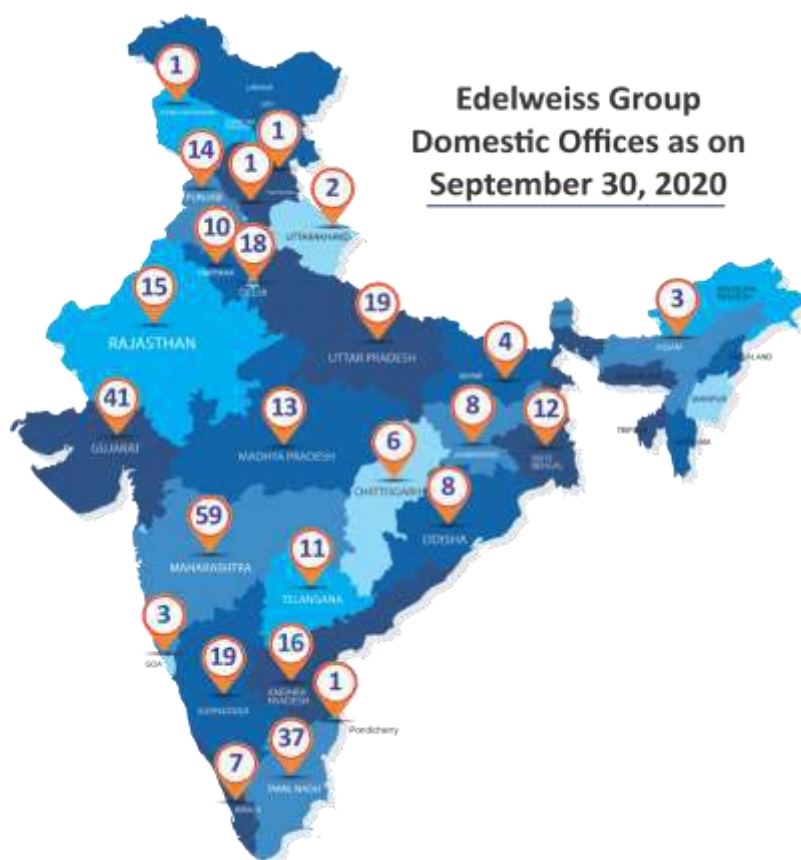 Edelweiss Group
Domestic Offices as on
September 30, 2020
1
1
14
1
2
PUNJAB
UTTARAKHAND
10
18
15
19
3
RAJASTHAN
UTTAR PRADESH
4
41
13
8
12
GUJARAT
MADHYA PRADESH
6
CHATTISGARH
8
59
ODISHA
11
MAHARASHTRA
TELANGANA
3
GOA
19
16
1
ANDHRA
PRADESH
KARNATAKA
Pondicherry
37
7
TAMIL NADU